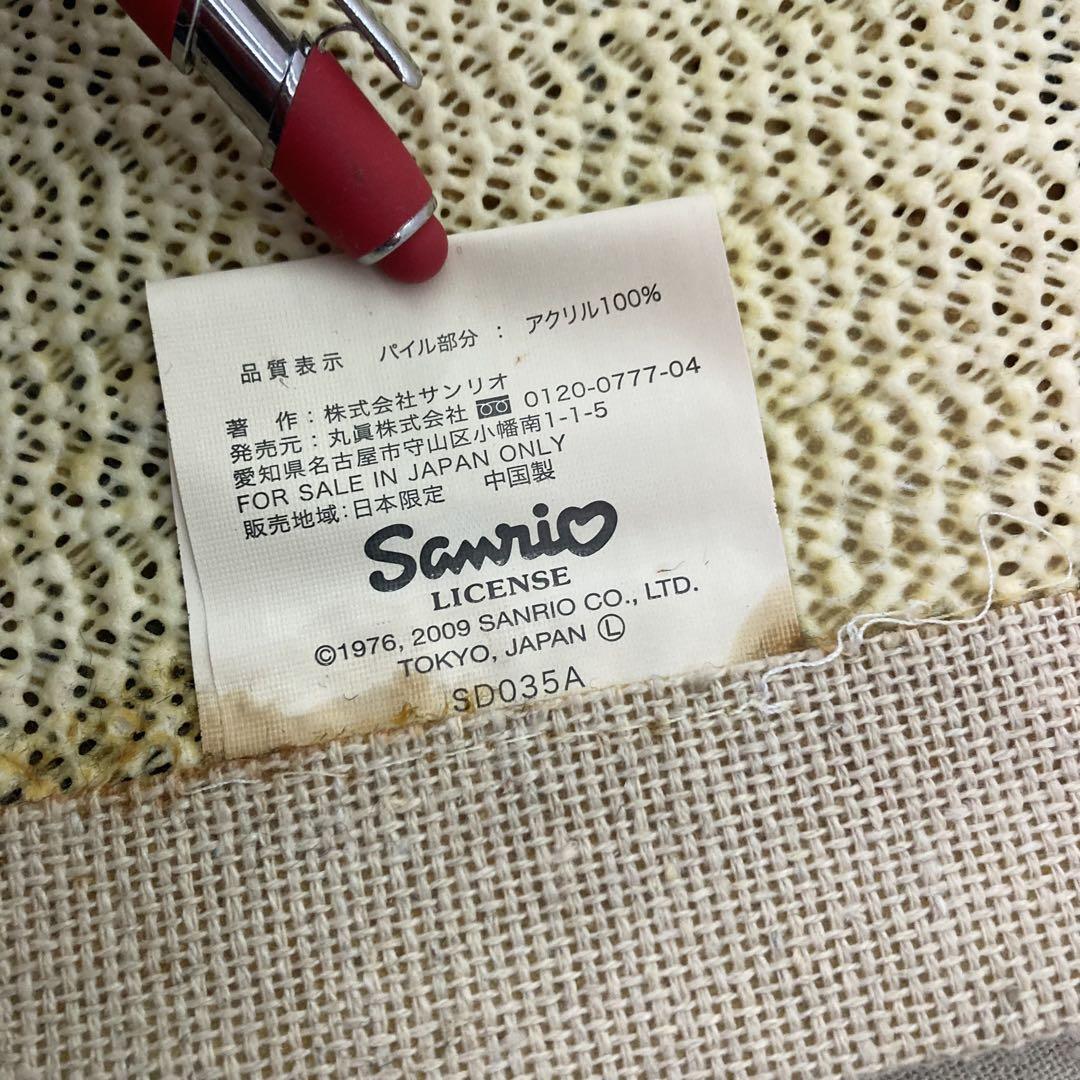 品質表示 パイル部分 : アクリル100%
著 作 : 株式会社サンリオ
発売元 : 丸眞株式会社 0120-0777-04
愛知県名古屋市守山区小幡南1-1-5
FOR SALE IN JAPAN ONLY
販売地域:日本限定 中国製
Sanrio
LICENSE
©1976, 2009 SANRIO CO., LTD.
TOKYO, JAPAN Ⓛ
SD035A